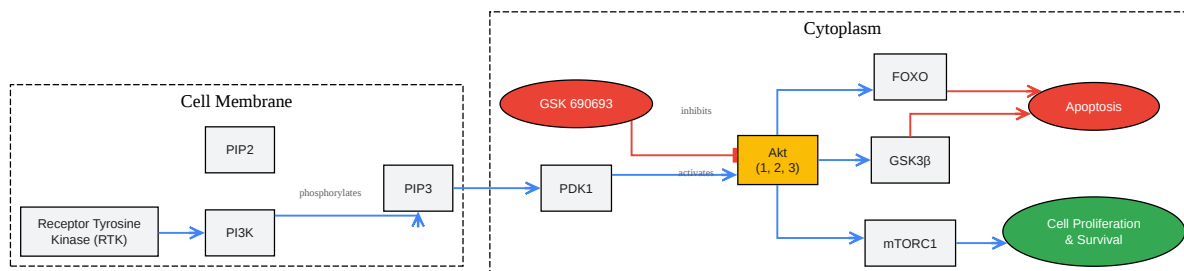 Cell Membrane
PIP2
phosphorylates
PIP3
Receptor Tyrosine
Kinase (RTK)
PI3K
Cytoplasm
GSK 690693
inhibits
activates
PDK1
Akt
(1, 2, 3)
FOXO
GSK3β
mTORC1
Apoptosis
Cell Proliferation
& Survival